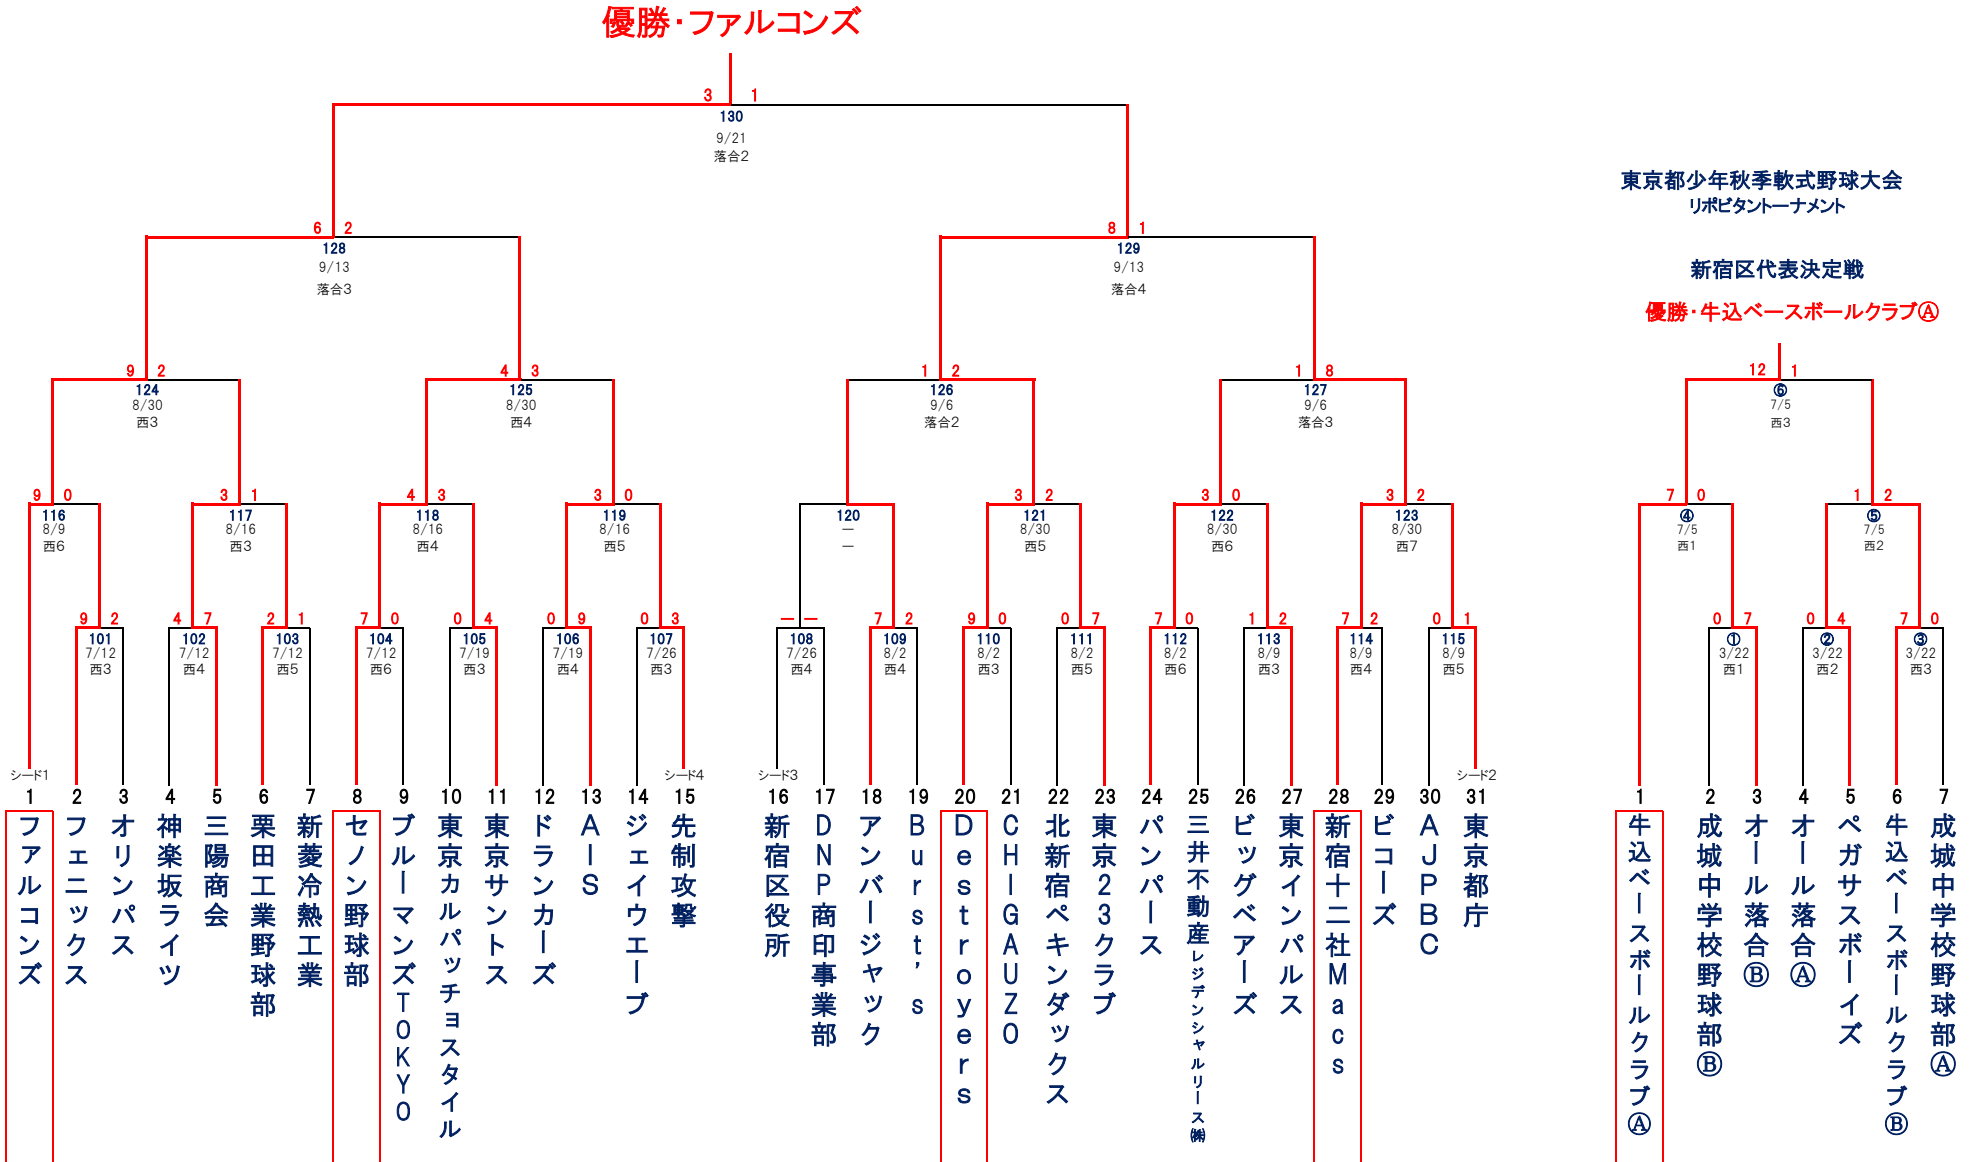 優勝・ファルコンズ
3 1
130
9/21
落合2
東京都少年秋季軟式野球大会
リポビタントーナメント
6 2 8 1
128 129
9/13 9/13
落合3 落合4
新宿区代表決定戦
優勝・牛込ベースボールクラブⒶ
9 2 4 3 1 2 1 8 12 1
124 125 126 127 ⑥
8/30 8/30 9/6 9/6 7/5
西3 西4 落合2 落合3 西3
9 0 3 1 4 3 3 0 3 2 3 0 3 2 7 0 1 2
116 117 118 119 120 121 122 123 ④ ⑤
8/9 8/16 8/16 8/16 — 8/30 8/30 8/30 7/5 7/5
西6 西3 西4 西5 — 西5 西6 西7 西1 西2
9 2 4 7 2 1 7 0 0 4 0 9 0 3 — — 7 2 9 0 0 7 7 0 1 2 7 2 0 1 0 7 0 4 7 0
101 102 103 104 105 106 107 108 109 110 111 112 113 114 115 ① ② ③
7/12 7/12 7/12 7/12 7/19 7/19 7/26 7/26 8/2 8/2 8/2 8/2 8/9 8/9 8/9 3/22 3/22 3/22
西3 西4 西5 西6 西3 西4 西3 西4 西4 西3 西5 西6 西3 西4 西5 西1 西2 西3
シード1 シード4 シード3 シード2
1 2 3 4 5 6 7 8 9 10 11 12 13 14 15 16 17 18 19 20 21 22 23 24 25 26 27 28 29 30 31 1 2 3 4 5 6 7
ファルコンズ
フェニックス
オリンパス
神楽坂ライツ
三陽商会
栗田工業野球部
新菱冷熱工業
セノン野球部
ブルーマンズTOKYO
東京カルパッチョスタイル
東京サントス
ドランカーズ
A－S
ジェイウエーブ
先制攻撃
新宿区役所
DNP商印事業部
アンバージャック
Burst’s
Destroyers
CHIGAUZO
北新宿ペキンダックス
東京23クラブ
パンパース
三井不動産レジデンシャルリース㈱
ビッグベアーズ
東京インパルス
新宿十二社Macs
ビコーズ
AJPBC
東京都庁
牛込ベースボールクラブⒶ
成城中学校野球部Ⓑ
オール落合Ⓑ
オール落合Ⓐ
ペガサスボーイズ
牛込ベースボールクラブⒷ
成城中学校野球部Ⓐ